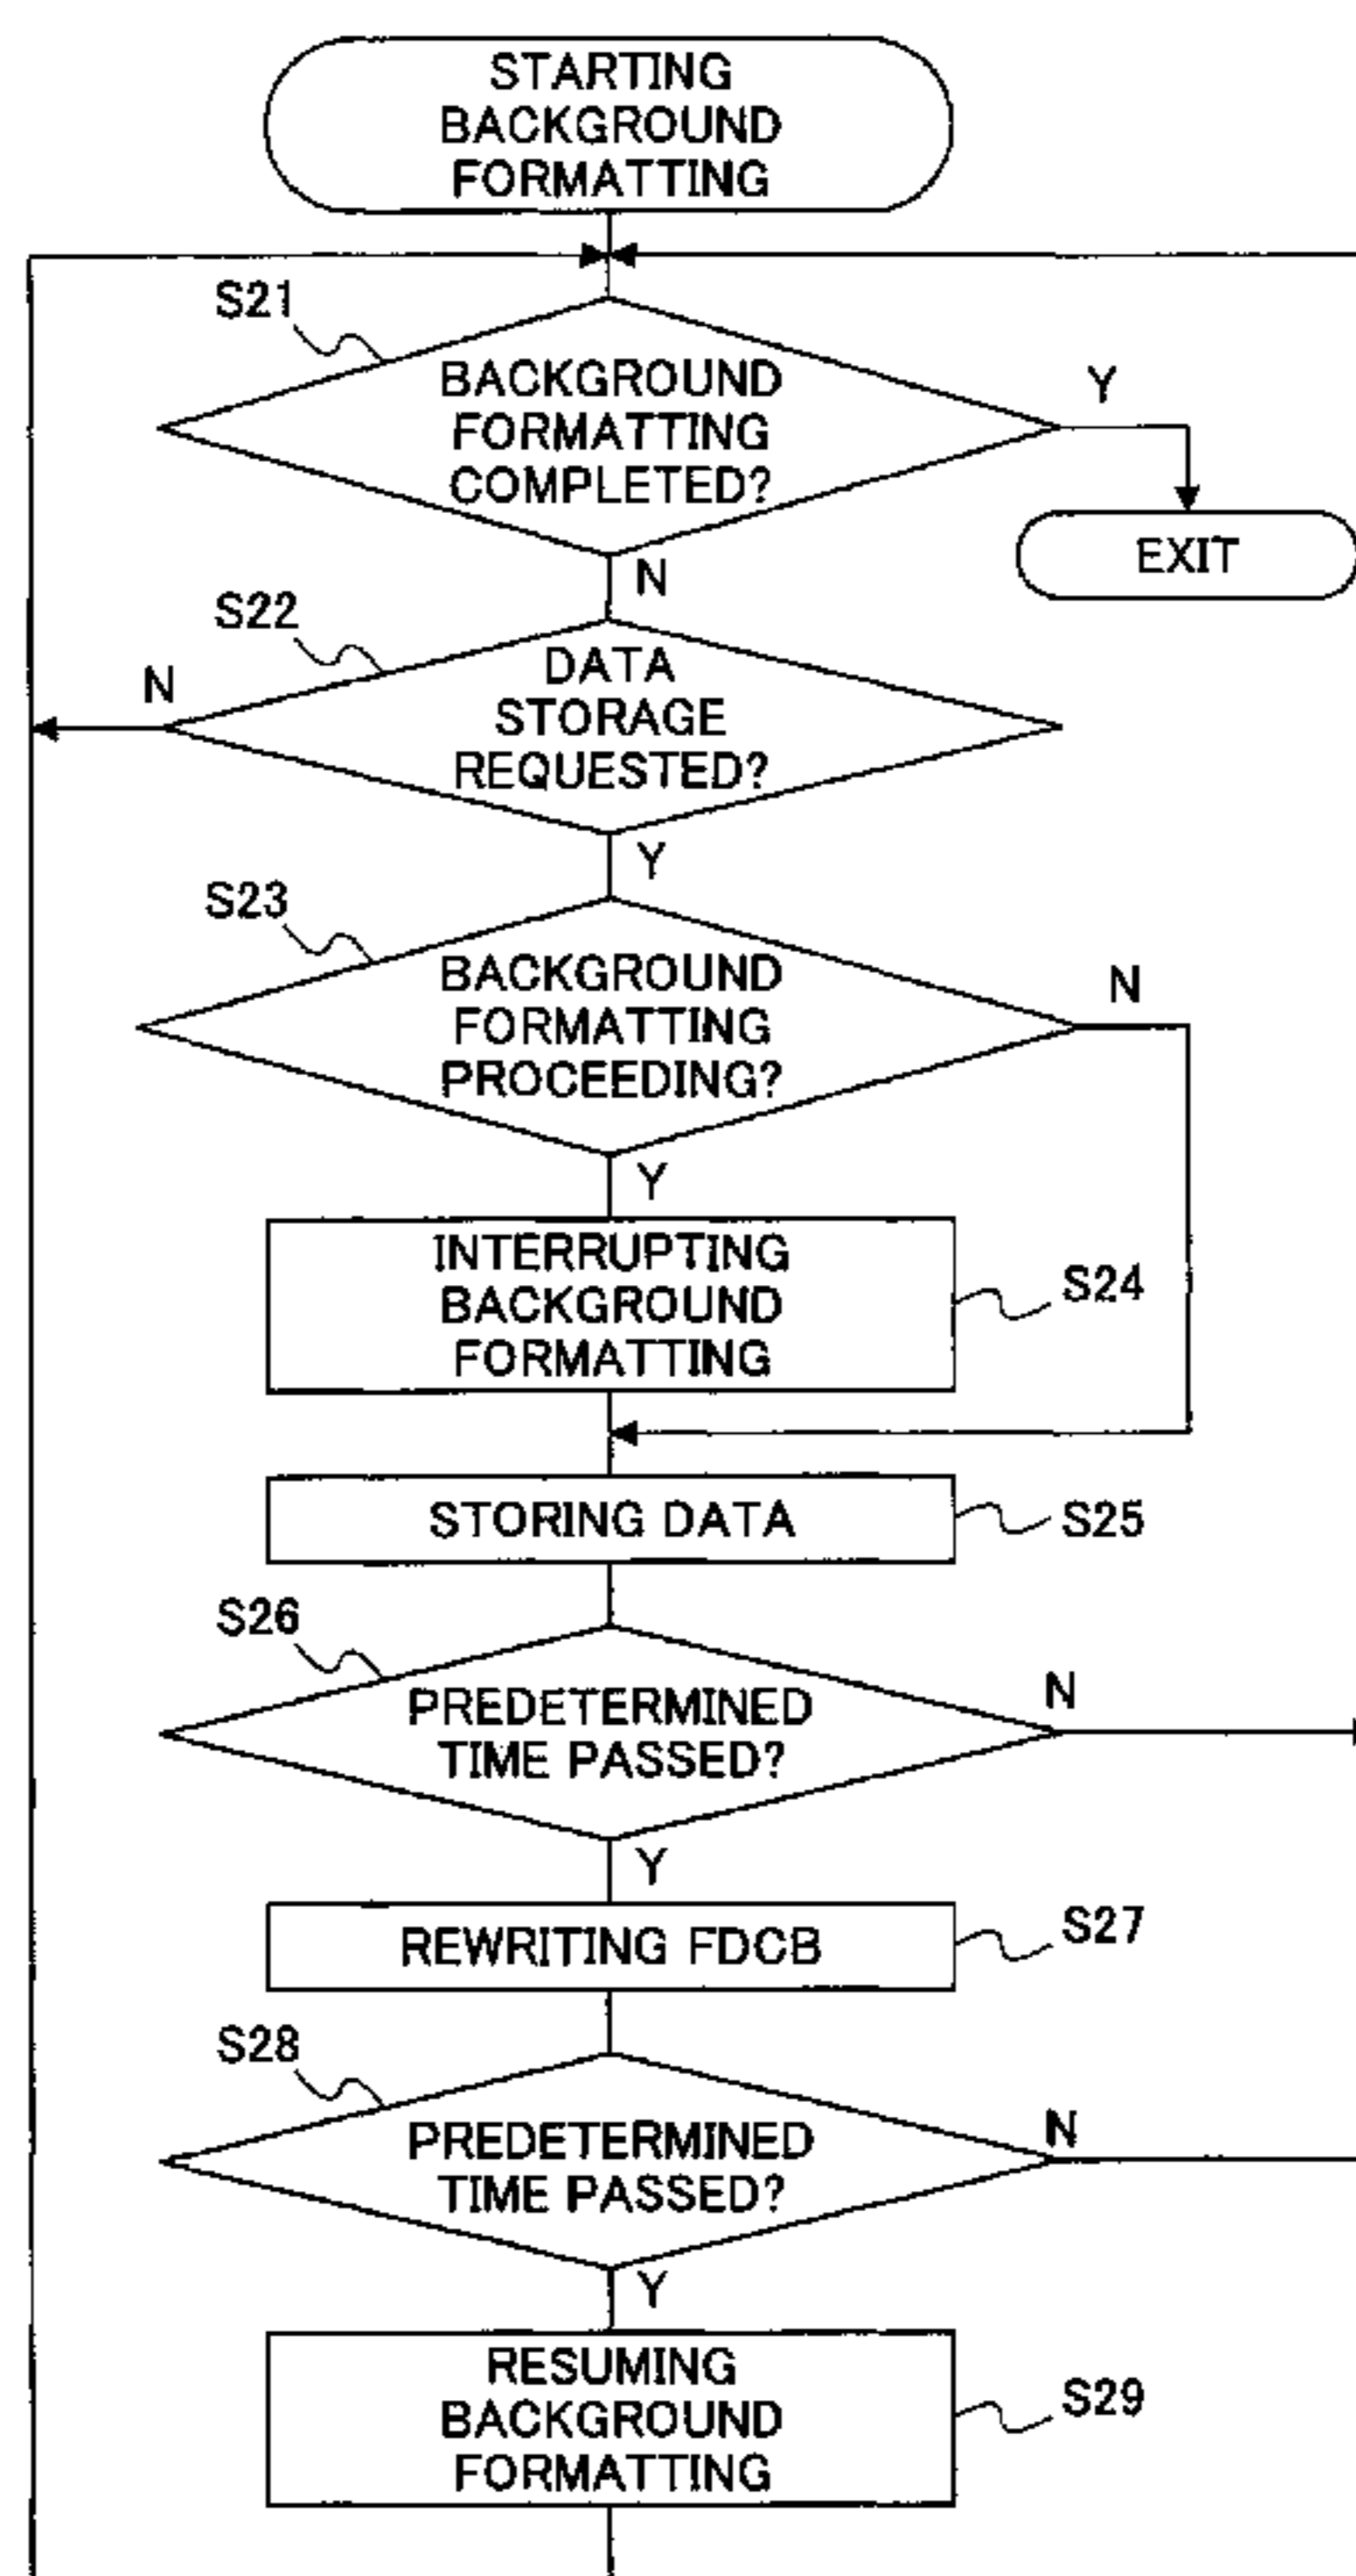 STARTING
BACKGROUND
FORMATTING
S21
BACKGROUND
FORMATTING
COMPLETED?
Y
EXIT
N
S22
DATA
STORAGE
REQUESTED?
N
Y
S23
BACKGROUND
FORMATTING
PROCEEDING?
N
Y
INTERRUPTING
BACKGROUND
FORMATTING
S24
STORING DATA
S25
S26
PREDETERMINED
TIME PASSED?
N
Y
REWRITING FDCB
S27
S28
PREDETERMINED
TIME PASSED?
N
Y
RESUMING
BACKGROUND
FORMATTING
S29